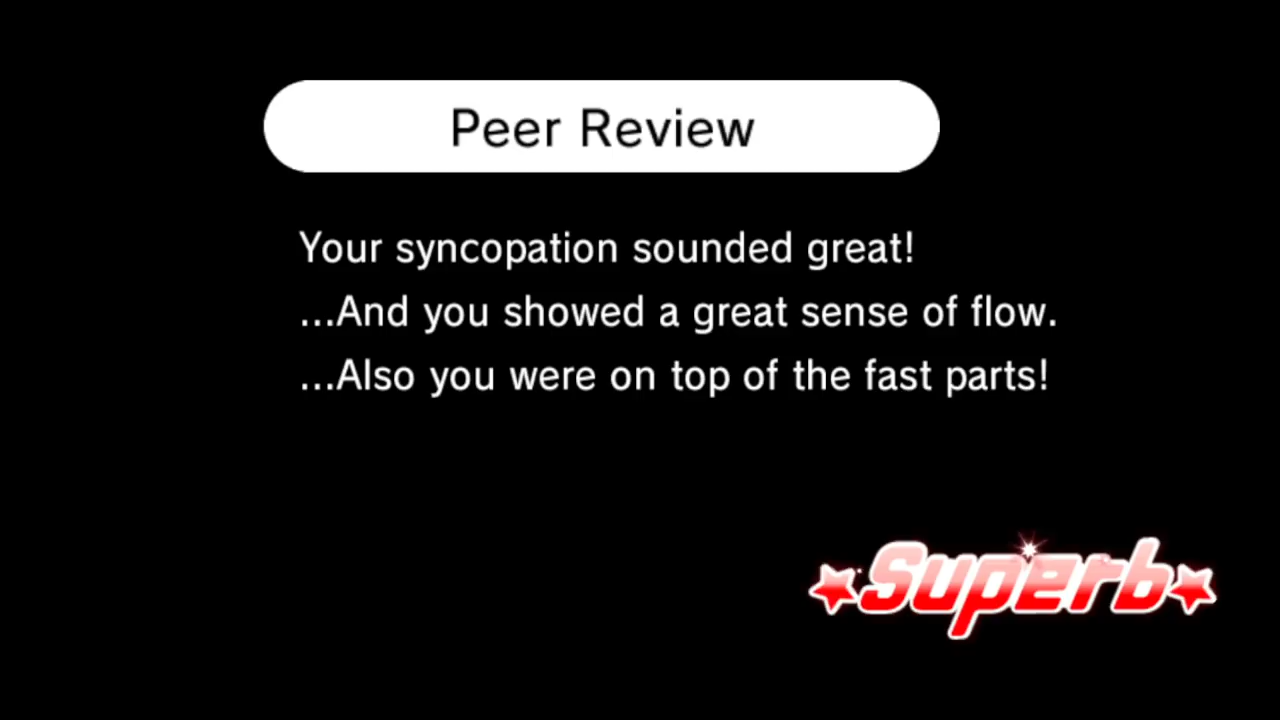 Peer Review
Your syncopation sounded great!
...And you showed a great sense of flow.
...Also you were on top of the fast parts!
Superb